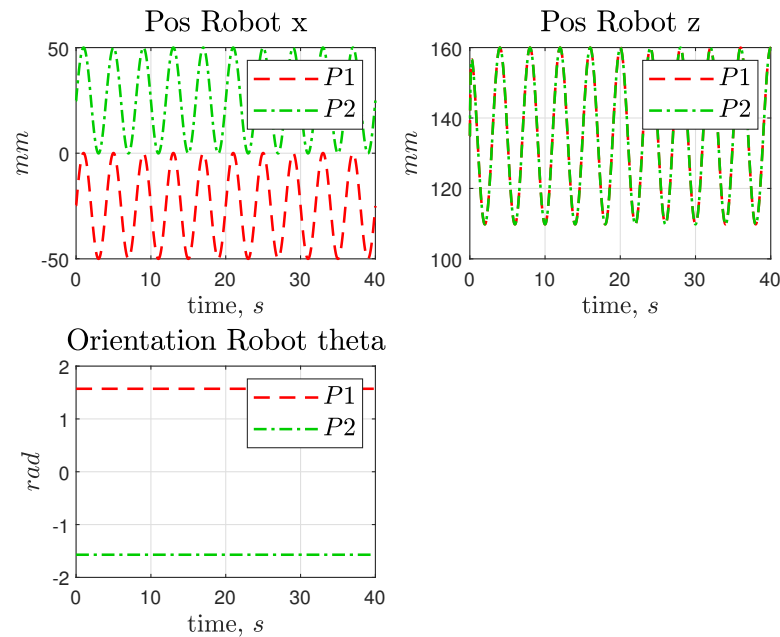 Pos Robot x
50
0
-50
mm
0 10 20 30 40
time, s
P1
P2
Pos Robot z
160
140
120
100
mm
0 10 20 30 40
time, s
P1
P2
Orientation Robot theta
2
1
0
-1
-2
rad
0 10 20 30 40
time, s
P1
P2